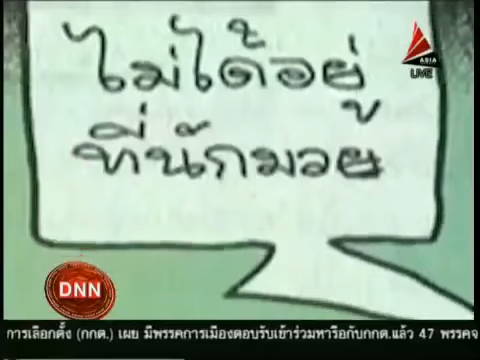 ไม่ได้อยู่
ที่นักมวย
ASIA
LIVE
DNN
การเลือกตั้ง (กกต.) เผย มีพรรคการเมืองตอบรับเข้าร่วมหารือกับกกต.แล้ว 47 พรรคจ